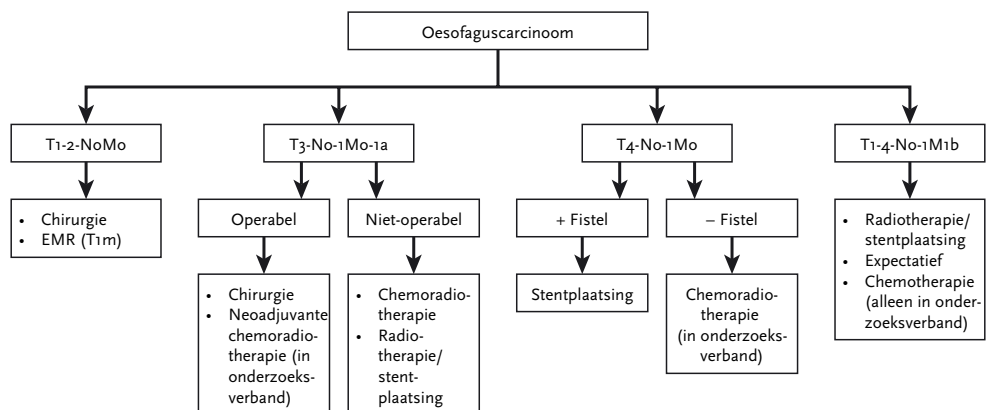 Oesofaguscarcinoom
T1-2-N0M0
T3-N0-1M0-1a
T4-N0-1M0
T1-4-N0-1M1b
• Chirurgie
• EMR (T1m)
Operabel
Niet-operabel
+ Fistel
– Fistel
• Radiotherapie/
stentplaatsing
• Expectatief
• Chemotherapie
(alleen in onder-
zoeksverband)
• Chirurgie
• Neoadjuvante
chemoradio-
therapie (in
onderzoeks-
verband)
• Chemoradio-
therapie
• Radio-
therapie/
stent-
plaatsing
Stentplaatsing
Chemoradio-
therapie
(in onderzoeks-
verband)